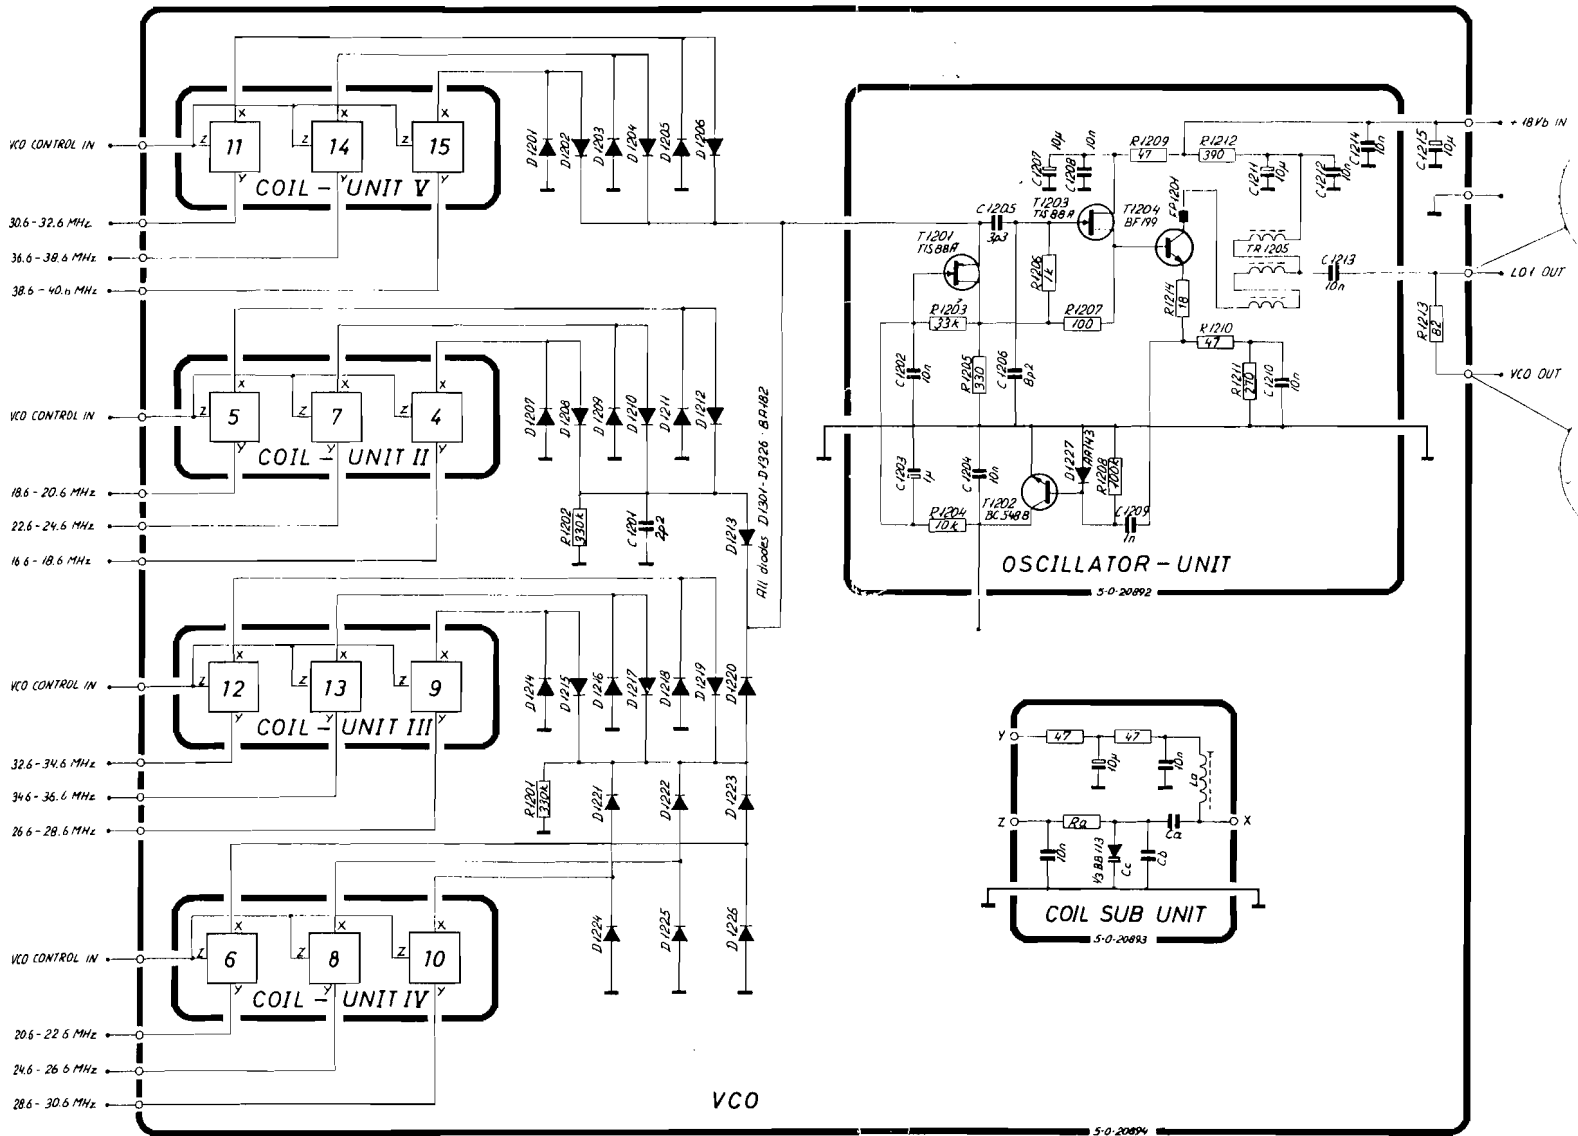 VCO CONTROL IN
Z
X
11
Y
14
X
Y
Z
15
X
Y
COIL - UNIT V
30.6-32.6 MHz
36.6-38.6 MHz
38.6-40.6 MHz
D1201
D1202
D1203
D1204
D1205
D1206
VCO CONTROL IN
Z
X
5
Y
7
X
Y
Z
4
X
Y
COIL - UNIT II
18.6-20.6 MHz
22.6-24.6 MHz
16.6-18.6 MHz
D1207
D1208
D1209
D1210
D1211
D1212
R1202
330k
C1201
2p2
D1213
All diodes D1301-D1326 · BA182
VCO CONTROL IN
Z
X
12
Y
Z
13
X
Y
Z
9
X
Y
COIL - UNIT III
32.6-34.6 MHz
34.6-36.6 MHz
26.6-28.6 MHz
D1214
D1215
D1216
D1217
D1218
D1219
D1220
R1201
330k
D1221
D1222
D1223
VCO CONTROL IN
Z
X
6
Y
Z
8
X
Y
Z
10
X
Y
COIL - UNIT IV
20.6-22.6 MHz
24.6-26.6 MHz
28.6-30.6 MHz
D1224
D1225
D1226
VCO
5-0-20894
C1207
10µ
C1208
10n
R1209
47
R1212
390
C1211
10µ
C1212
10n
C1214
10n
C1215
10µ
+18Vb IN
T1201
TIS88A
C1205
3p3
T1203
TIS88A
T1204
BF199
FP1201
TR1205
C1213
10n
LO1 OUT
R1206
1k
R1214
18
R1213
82
R1203
33k
R1207
100
R1210
47
C1202
10n
R1205
330
C1206
8p2
R1211
270
C1210
10n
VCO OUT
C1203
1µ
C1204
10n
T1202
BC548B
D1227
AA143
R1208
100k
R1204
10k
C1209
1n
OSCILLATOR-UNIT
5-0-20892
Y
47
47
10µ
10n
La
Z
Ra
Ca
X
10n
1/3 BB113
Cc
Cb
COIL SUB UNIT
5-0-20893